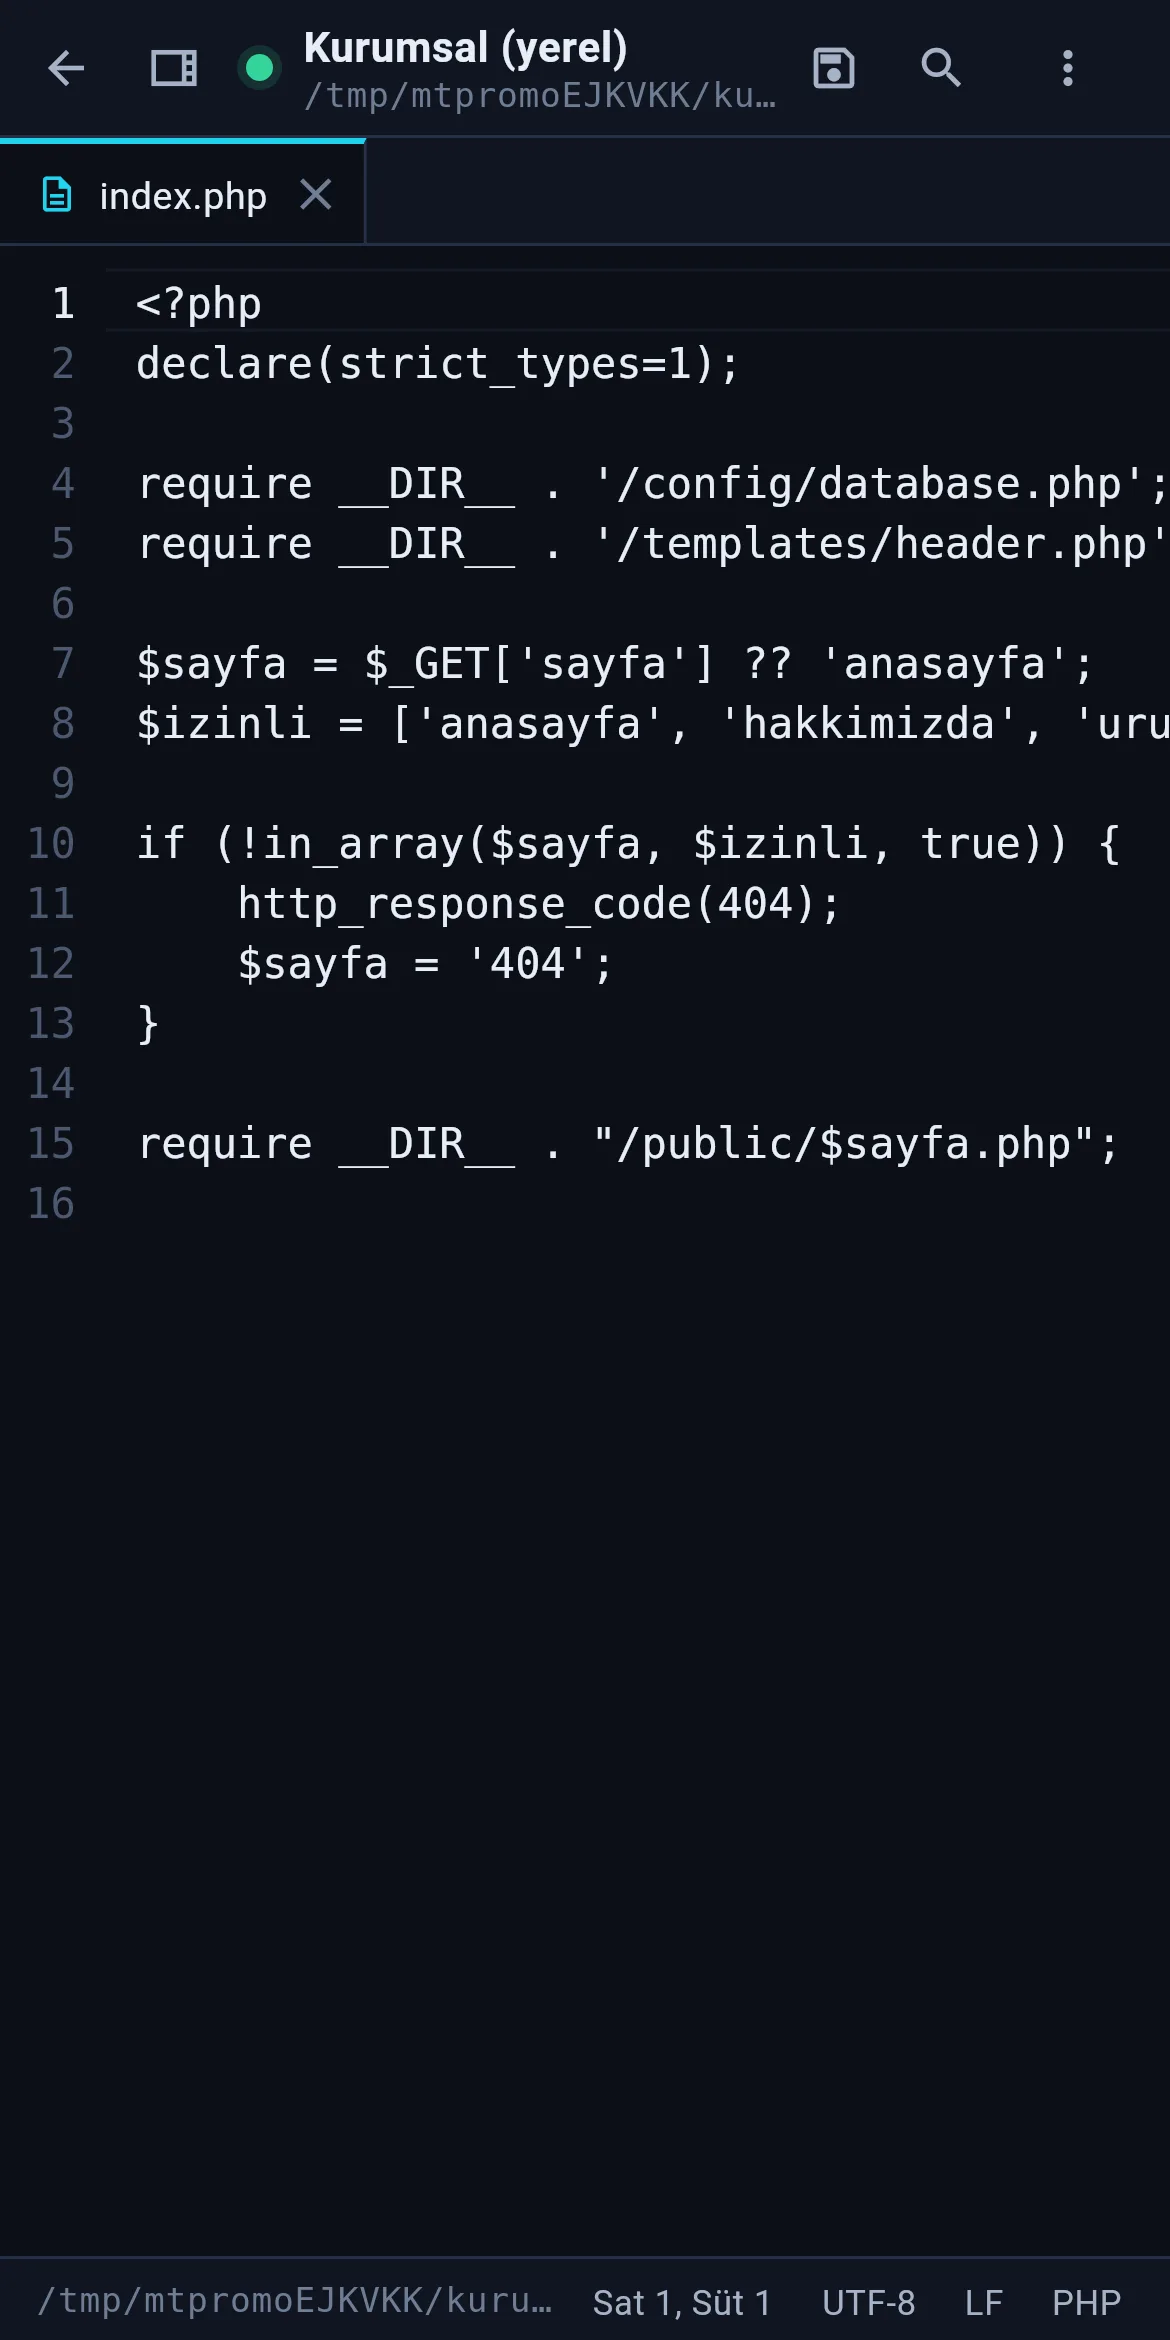 Kurumsal (yerel)
/tmp/mtpromoEJKVKK/ku…
index.php
1 <?php
2 declare(strict_types=1);
3
4 require __DIR__ . '/config/database.php';
5 require __DIR__ . '/templates/header.php'
6
7 $sayfa = $_GET['sayfa'] ?? 'anasayfa';
8 $izinli = ['anasayfa', 'hakkimizda', 'uru
9
10 if (!in_array($sayfa, $izinli, true)) {
11     http_response_code(404);
12     $sayfa = '404';
13 }
14
15 require __DIR__ . "/public/$sayfa.php";
16
/tmp/mtpromoEJKVKK/kuru… Sat 1, Süt 1 UTF-8 LF PHP